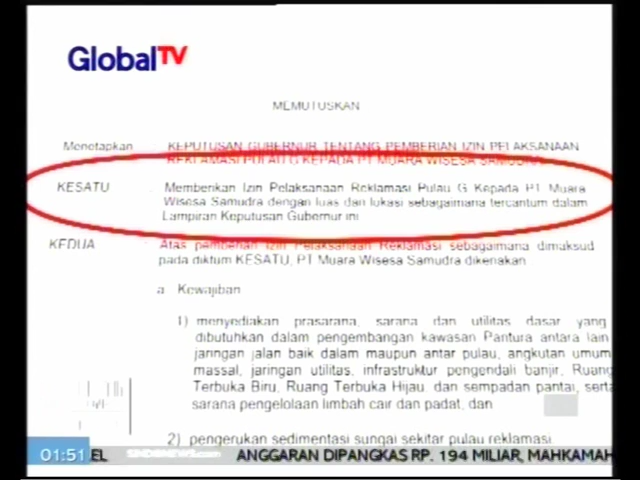 GlobalTV
MEMUTUSKAN
Menetapkan KEPUTUSAN GUBERNUR TENTANG PEMBERIAN IZIN PELAKSANAAN
REKLAMASI PULAU G KEPADA PT MUARA WISESA SAMUDRA
KESATU Memberikan Izin Pelaksanaan Reklamasi Pulau G Kepada PT Muara
Wisesa Samudra dengan luas dan lokasi sebagaimana tercantum dalam
Lampiran Keputusan Gubernur ini
KEDUA Atas pemberian Izin Pelaksanaan Reklamasi sebagaimana dimaksud
pada diktum KESATU, PT Muara Wisesa Samudra dikenakan
a Kewajiban
1) menyediakan prasarana, sarana dan utilitas dasar yang
dibutuhkan dalam pengembangan kawasan Pantura antara lain
jaringan jalan baik dalam maupun antar pulau, angkutan umum
massal, jaringan utilitas, infrastruktur pengendali banjir, Ruang
Terbuka Biru, Ruang Terbuka Hijau dan sempadan pantai, serta
sarana pengelolaan limbah cair dan padat, dan
2) pengerukan sedimentasi sungai sekitar pulau reklamasi.
01:51 EL SINDONEWS.com ANGGARAN DIPANGKAS RP. 194 MILIAR, MAHKAMAH